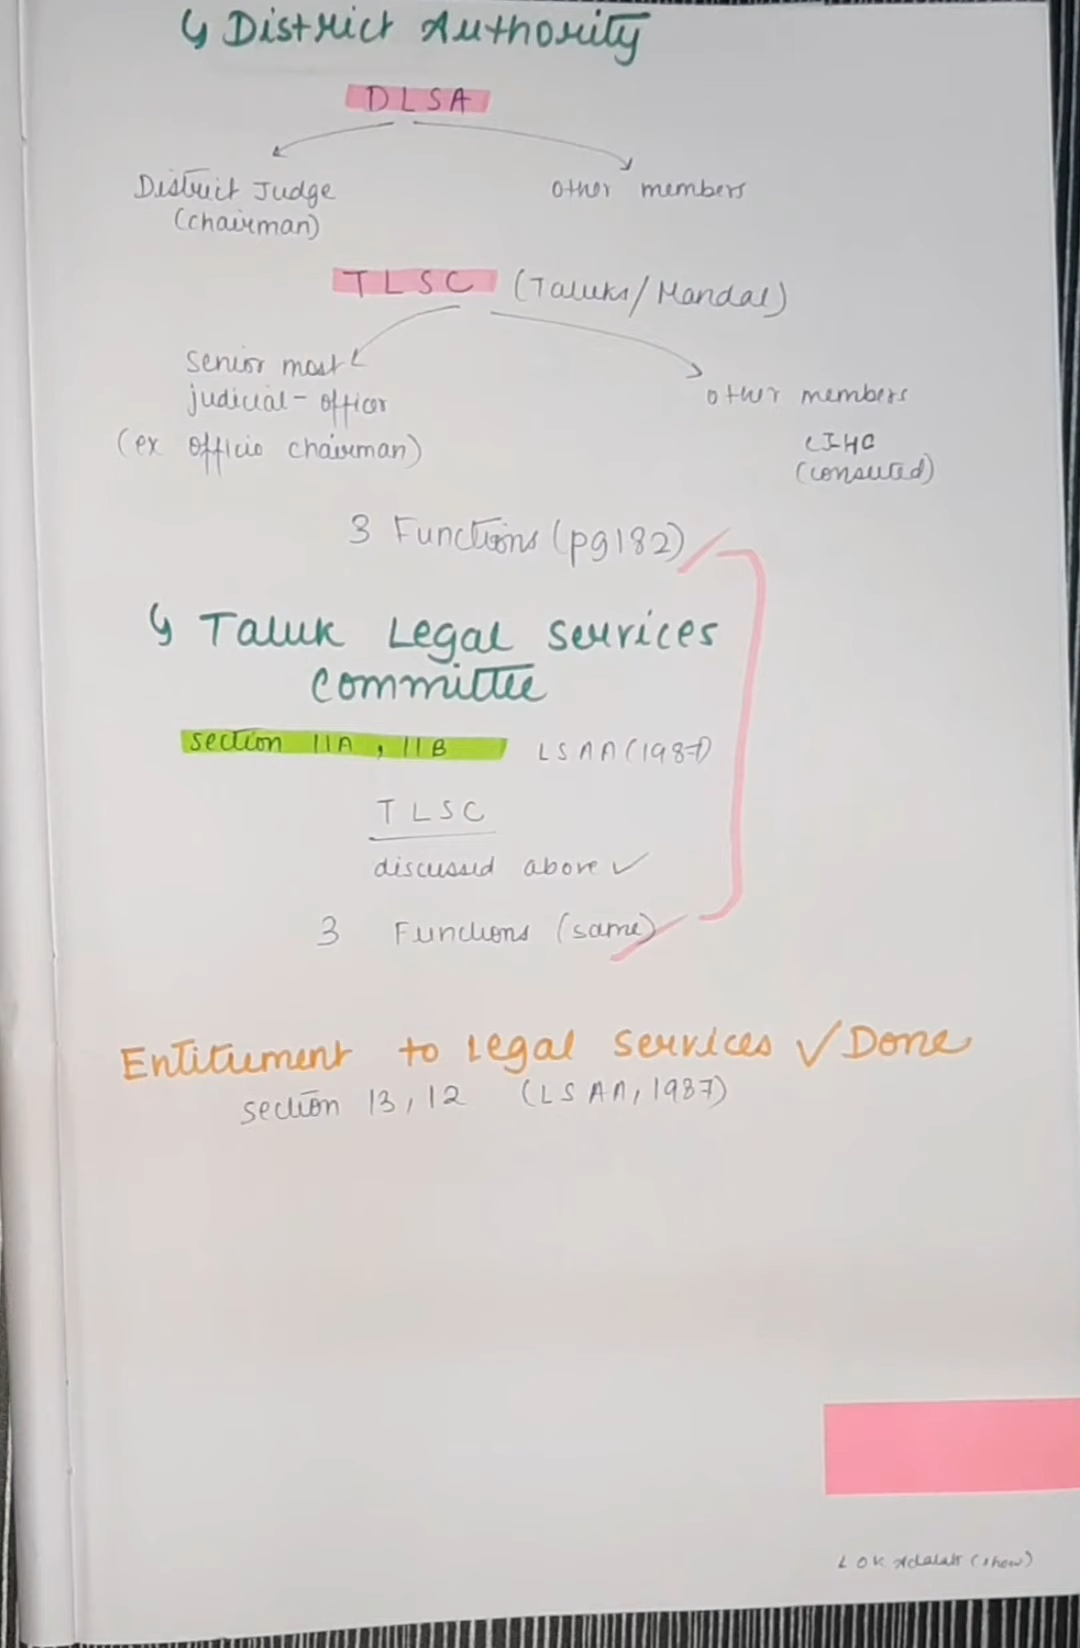 ↳ District Authority
DLSA
District Judge
(chairman)
other members
TLSC (Taluks/Mandal)
senior most
judicial-officer
(ex officio chairman)
other members
CJHC
(consulted)
3 Functions (pg182)
↳ Taluk Legal services
committee
section 11A, 11B LSAA(1987)
TLSC
discussed above ✓
3 Functions (same)
Entitlement to Legal services ✓ Done
section 13, 12 (LSAA, 1987)
LOK Adalats (show)